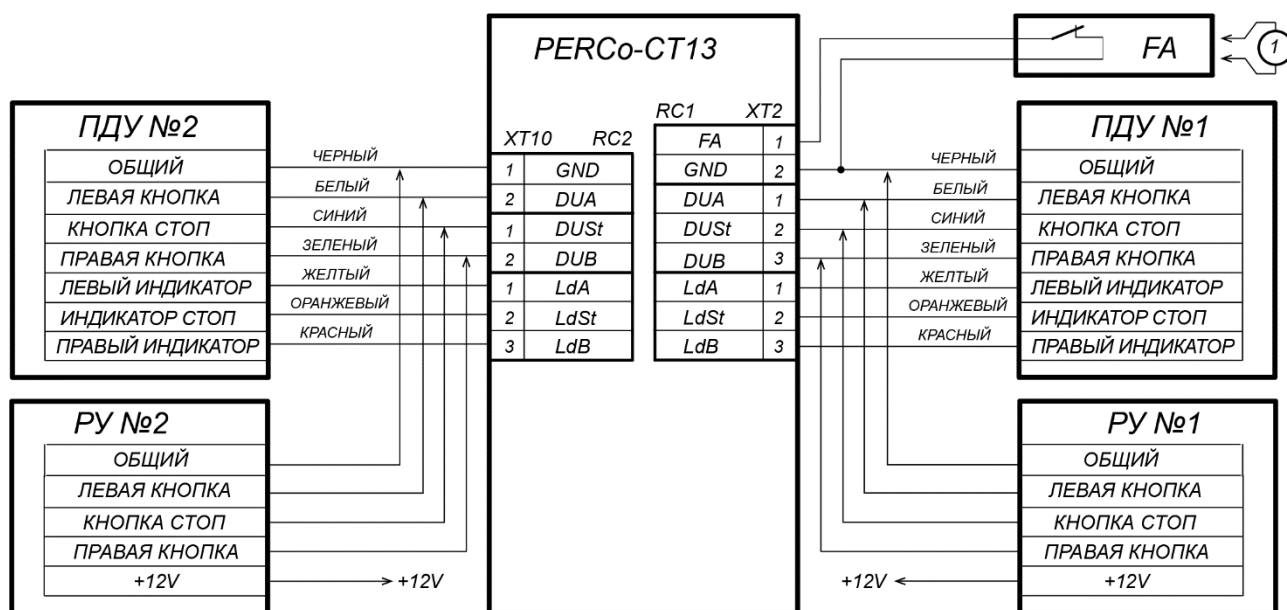 PERCo-CT13
FA
1
ПДУ №2
ОБЩИЙ
ЛЕВАЯ КНОПКА
КНОПКА СТОП
ПРАВАЯ КНОПКА
ЛЕВЫЙ ИНДИКАТОР
ИНДИКАТОР СТОП
ПРАВЫЙ ИНДИКАТОР
ЧЕРНЫЙ
БЕЛЫЙ
СИНИЙ
ЗЕЛЕНЫЙ
ЖЕЛТЫЙ
ОРАНЖЕВЫЙ
КРАСНЫЙ
XT10 RC2
1 GND
2 DUA
1 DUSt
2 DUB
1 LdA
2 LdSt
3 LdB
RC1 XT2
FA 1
GND 2
DUA 1
DUSt 2
DUB 3
LdA 1
LdSt 2
LdB 3
ЧЕРНЫЙ
БЕЛЫЙ
СИНИЙ
ЗЕЛЕНЫЙ
ЖЕЛТЫЙ
ОРАНЖЕВЫЙ
КРАСНЫЙ
ПДУ №1
ОБЩИЙ
ЛЕВАЯ КНОПКА
КНОПКА СТОП
ПРАВАЯ КНОПКА
ЛЕВЫЙ ИНДИКАТОР
ИНДИКАТОР СТОП
ПРАВЫЙ ИНДИКАТОР
РУ №2
ОБЩИЙ
ЛЕВАЯ КНОПКА
КНОПКА СТОП
ПРАВАЯ КНОПКА
+12V
+12V
РУ №1
ОБЩИЙ
ЛЕВАЯ КНОПКА
КНОПКА СТОП
ПРАВАЯ КНОПКА
+12V
+12V